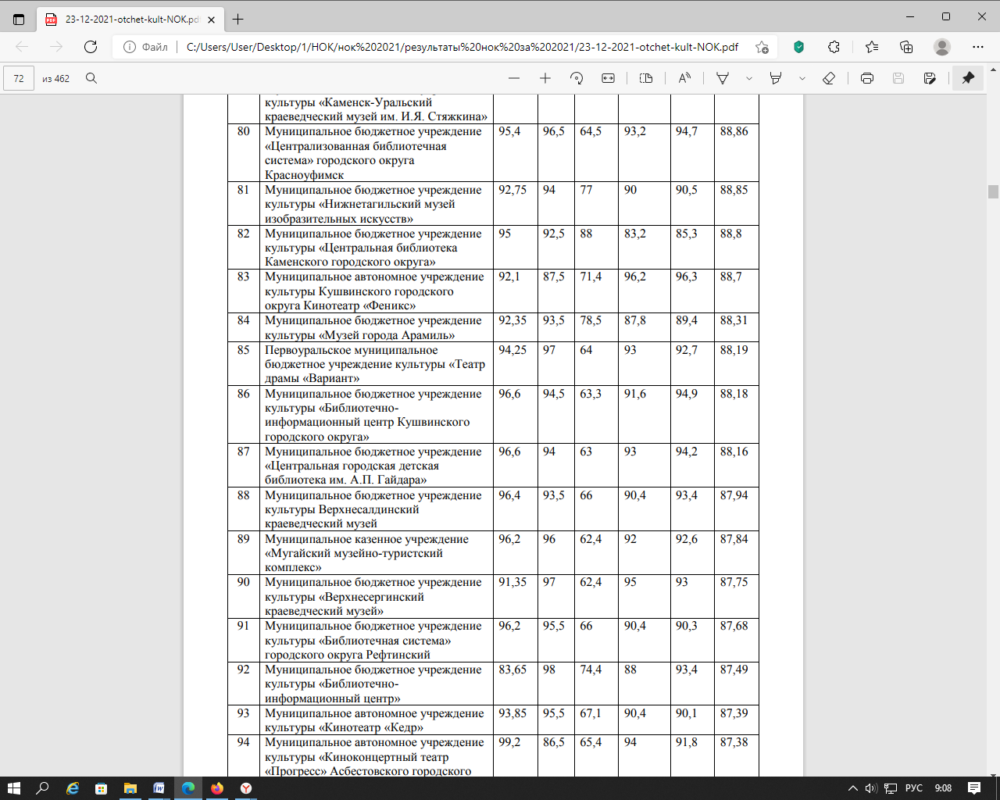 23-12-2021-otchet-kult-NOK.pd
Файл
C:/Users/User/Desktop/1/НОК/нок%202021/результаты%20нок%20за%202021/23-12-2021-otchet-kult-NOK.pdf
72 из 462
культуры «Каменск-Уральский
краеведческий музей им. И.Я. Стяжкина»
80 Муниципальное бюджетное учреждение 95,4 96,5 64,5 93,2 94,7 88,86
«Централизованная библиотечная
система» городского округа
Красноуфимск
81 Муниципальное бюджетное учреждение 92,75 94 77 90 90,5 88,85
культуры «Нижнетагильский музей
изобразительных искусств»
82 Муниципальное бюджетное учреждение 95 92,5 88 83,2 85,3 88,8
культуры «Центральная библиотека
Каменского городского округа»
83 Муниципальное автономное учреждение 92,1 87,5 71,4 96,2 96,3 88,7
культуры Кушвинского городского
округа Кинотеатр «Феникс»
84 Муниципальное бюджетное учреждение 92,35 93,5 78,5 87,8 89,4 88,31
культуры «Музей города Арамиль»
85 Первоуральское муниципальное 94,25 97 64 93 92,7 88,19
бюджетное учреждение культуры «Театр
драмы «Вариант»
86 Муниципальное бюджетное учреждение 96,6 94,5 63,3 91,6 94,9 88,18
культуры «Библиотечно-
информационный центр Кушвинского
городского округа»
87 Муниципальное бюджетное учреждение 96,6 94 63 93 94,2 88,16
«Центральная городская детская
библиотека им. А.П. Гайдара»
88 Муниципальное бюджетное учреждение 96,4 93,5 66 90,4 93,4 87,94
культуры Верхнесалдинский
краеведческий музей
89 Муниципальное казенное учреждение 96,2 96 62,4 92 92,6 87,84
«Мугайский музейно-туристский
комплекс»
90 Муниципальное бюджетное учреждение 91,35 97 62,4 95 93 87,75
культуры «Верхнесергинский
краеведческий музей»
91 Муниципальное бюджетное учреждение 96,2 95,5 66 90,4 90,3 87,68
культуры «Библиотечная система»
городского округа Рефтинский
92 Муниципальное бюджетное учреждение 83,65 98 74,4 88 93,4 87,49
культуры «Библиотечно-
информационный центр»
93 Муниципальное автономное учреждение 93,85 95,5 67,1 90,4 90,1 87,39
культуры «Кинотеатр «Кедр»
94 Муниципальное автономное учреждение 99,2 86,5 65,4 94 91,8 87,38
культуры «Киноконцертный театр
«Прогресс» Асбестовского городского
РУС 9:08